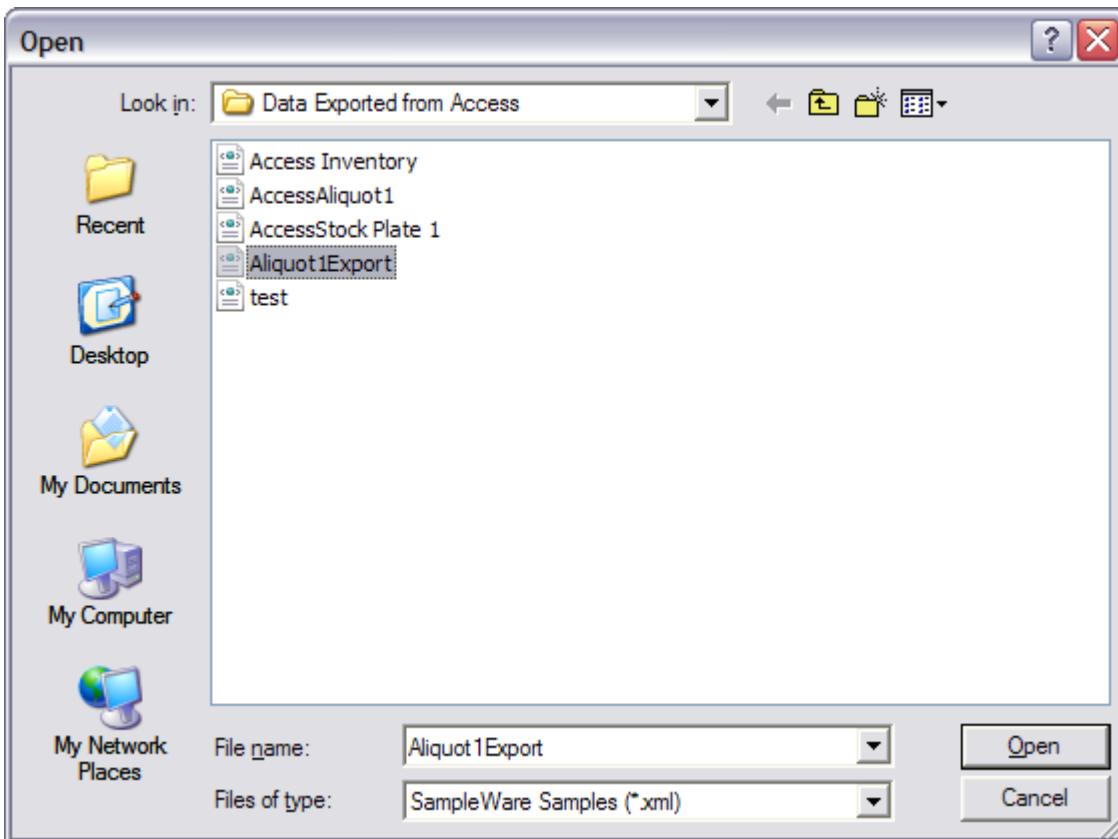 Open
Look in:
Data Exported from Access
Recent
Desktop
My Documents
My Computer
My Network
Places
Access Inventory
AccessAliquot1
AccessStock Plate 1
Aliquot1Export
test
File name:
Aliquot1Export
Open
Files of type:
SampleWare Samples (*.xml)
Cancel